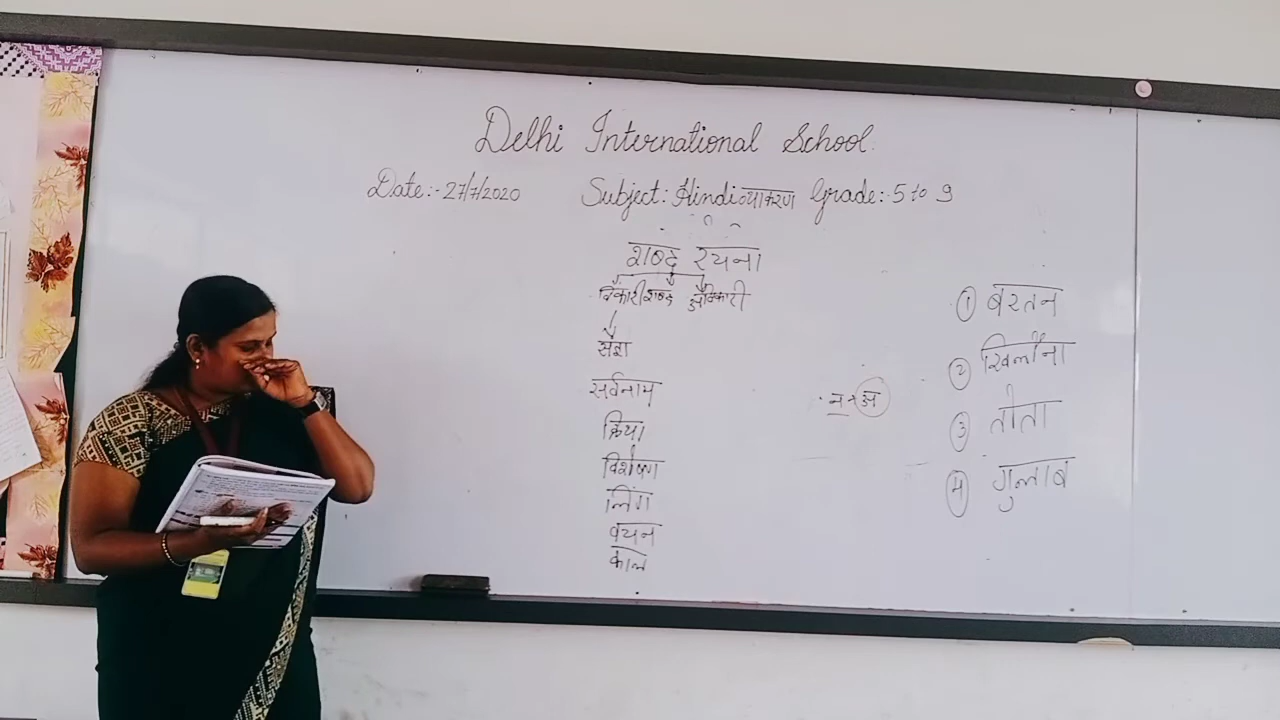 Delhi International School.
Date:- 27/7/2020 Subject: Hindi व्याकरण Grade:- 5 to 9
शब्द रचना
विकारी शब्द अविकारी
संज्ञा
सर्वनाम
क्रिया
विशेषण
लिंग
वचन
काल
न + अ
① बरतन
② खिलौना
③ तोता
④ गुलाब